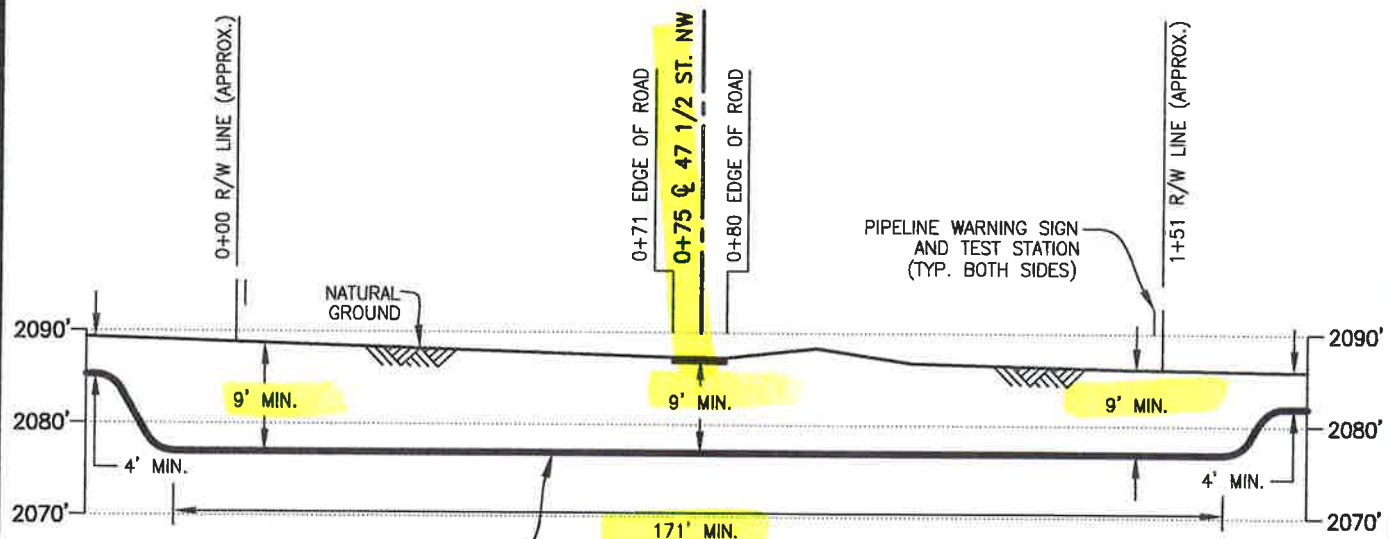 0+00 R/W LINE (APPROX.)
0+71 EDGE OF ROAD
0+75 ℄ 47 1/2 ST. NW
0+80 EDGE OF ROAD
1+51 R/W LINE (APPROX.)
PIPELINE WARNING SIGN
AND TEST STATION
(TYP. BOTH SIDES)
NATURAL
GROUND
2090'
2090'
9' MIN.
9' MIN.
9' MIN.
2080'
2080'
4' MIN.
4' MIN.
2070'
2070'
171' MIN.